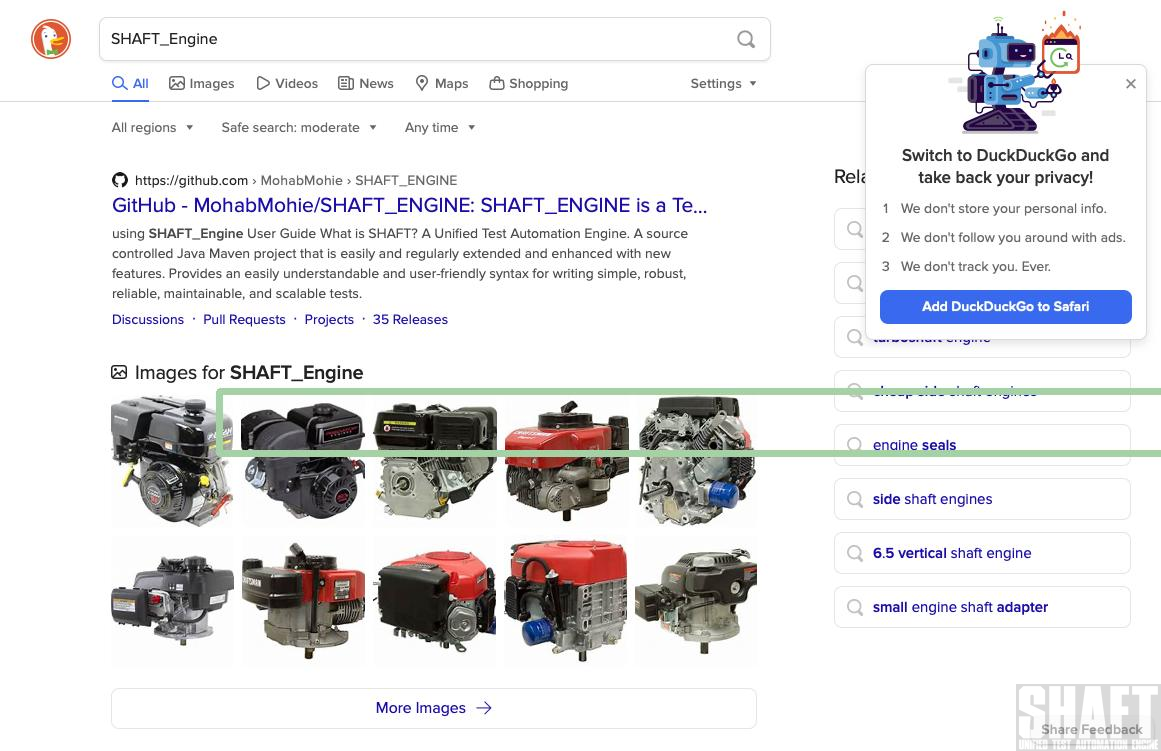 SHAFT_Engine
All
Images
Videos
News
Maps
Shopping
Settings
All regions
Safe search: moderate
Any time
https://github.com › MohabMohie › SHAFT_ENGINE
GitHub - MohabMohie/SHAFT_ENGINE: SHAFT_ENGINE is a Te...
using SHAFT_Engine User Guide What is SHAFT? A Unified Test Automation Engine. A source
controlled Java Maven project that is easily and regularly extended and enhanced with new
features. Provides an easily understandable and user-friendly syntax for writing simple, robust,
reliable, maintainable, and scalable tests.
Discussions · Pull Requests · Projects · 35 Releases
Images for SHAFT_Engine
More Images
Switch to DuckDuckGo and
take back your privacy!
1 We don't store your personal info.
2 We don't follow you around with ads.
3 We don't track you. Ever.
Add DuckDuckGo to Safari
Rela
turboshaft engine
cheap side shaft engines
engine seals
side shaft engines
6.5 vertical shaft engine
small engine shaft adapter
SHAFT
Share Feedback